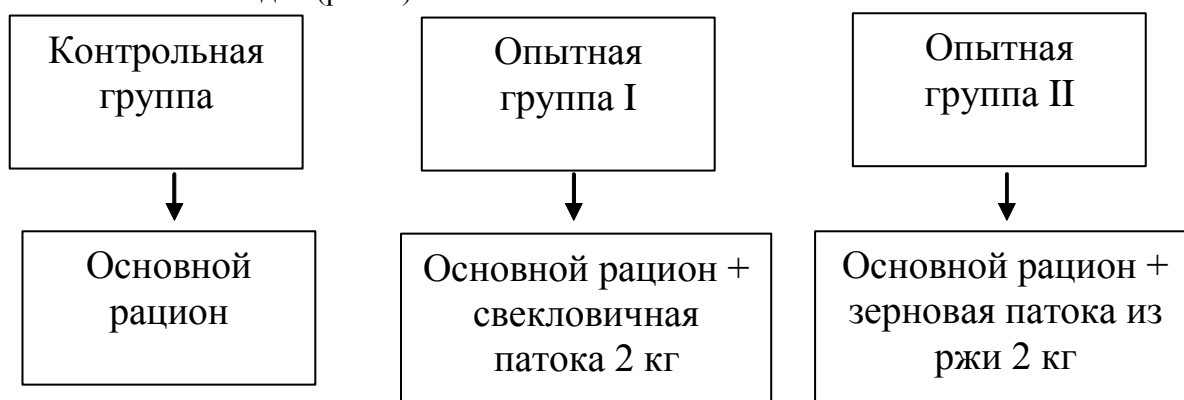 Контрольная
группа
Опытная
группа I
Опытная
группа II
Основной
рацион
Основной рацион +
свекловичная
патока 2 кг
Основной рацион +
зерновая патока из
ржи 2 кг